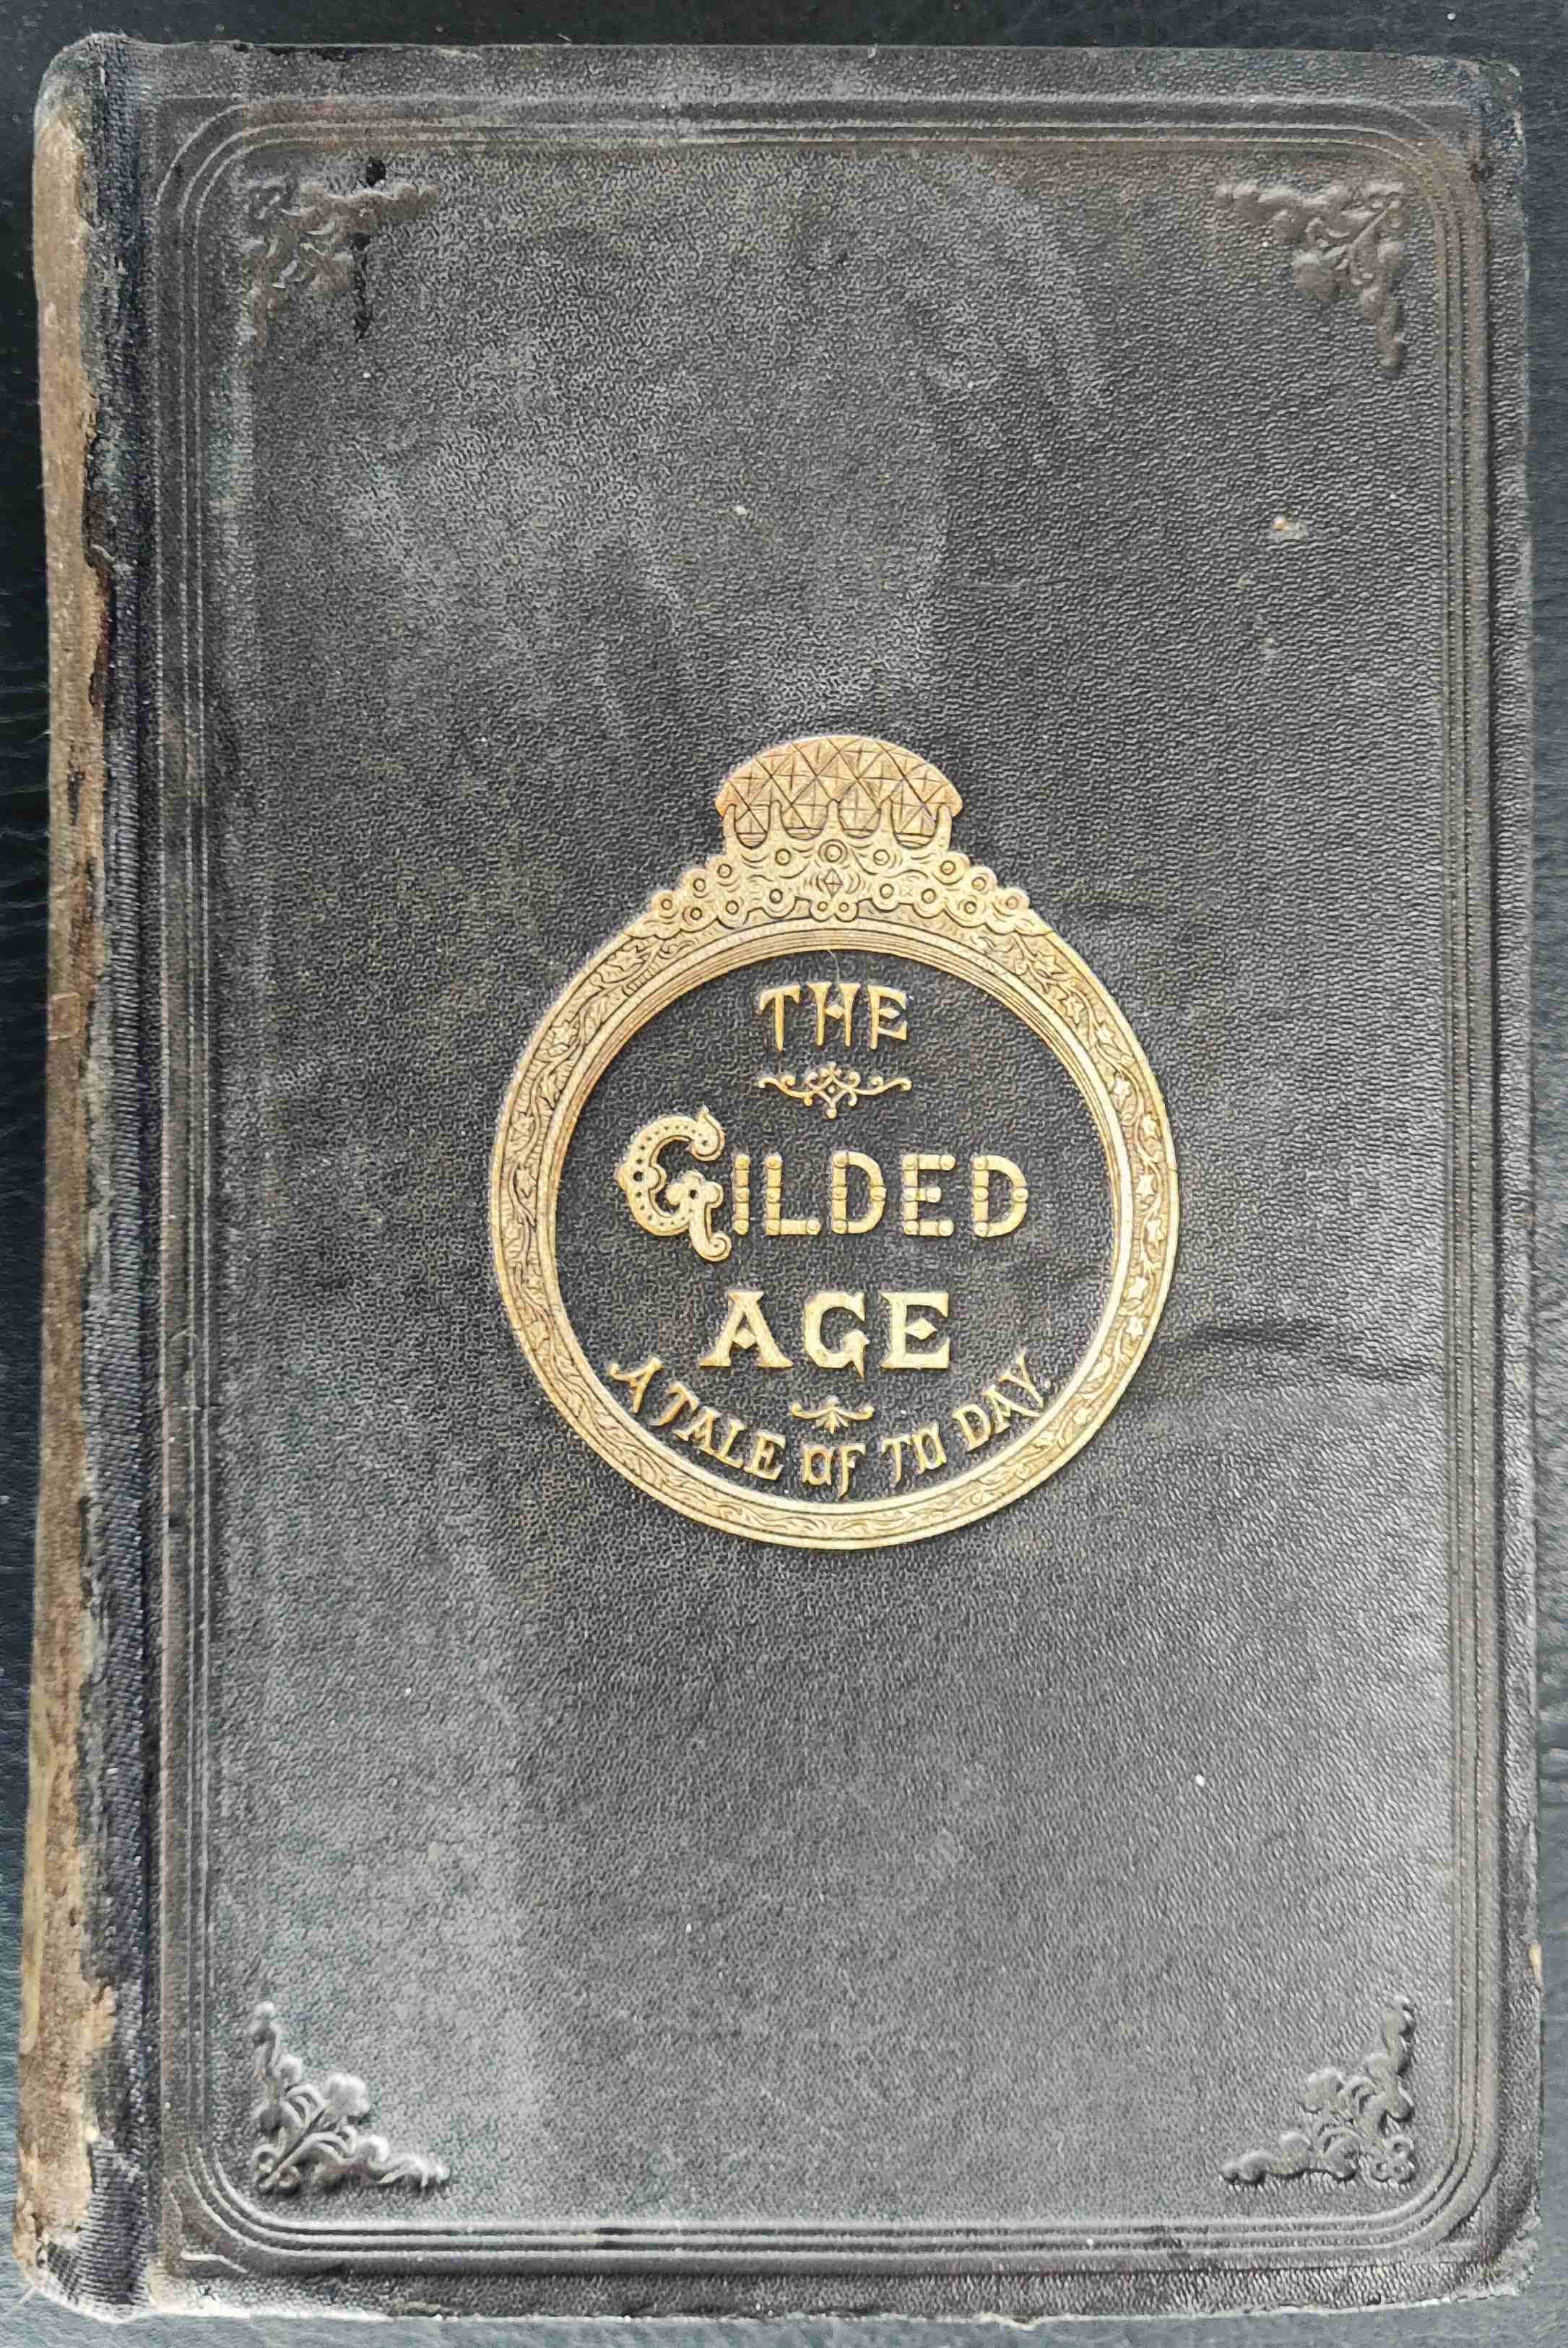 THE
GILDED
AGE
A TALE OF TO DAY.